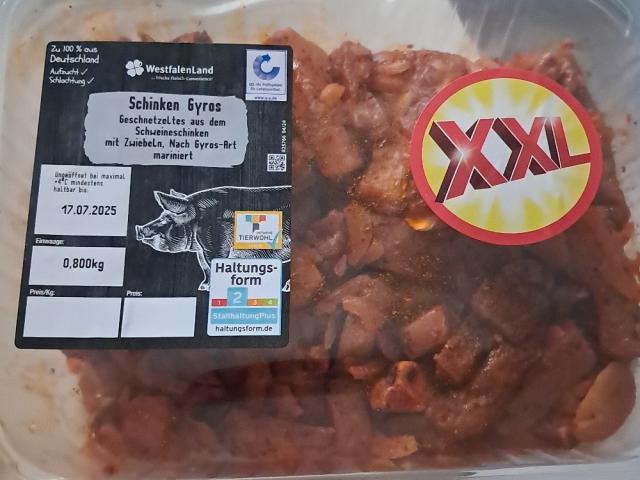 Zu 100 % aus
Deutschland
Aufzucht ✓
Schlachtung ✓
WestfalenLand
Schinken Gyros
Geschnetzeltes aus dem
Schweineschinken
mit Zwiebeln, Nach Gyros-Art
mariniert
Ungeöffnet bei maximal
+4°C mindestens
haltbar bis:
17.07.2025
Einwaage:
0,800kg
Preis/Kg:
Preis:
TIERWOHL
Haltungs-
form
1 2 3 4
StallhaltungPlus
haltungsform.de
XXL